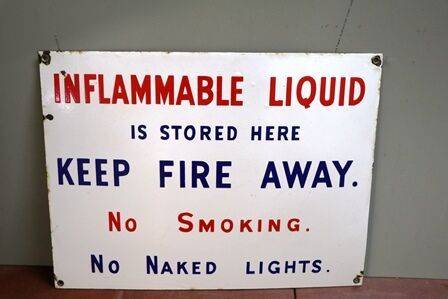 INFLAMMABLE LIQUID
IS STORED HERE
KEEP FIRE AWAY.
No SMOKING.
No NAKED LIGHTS.